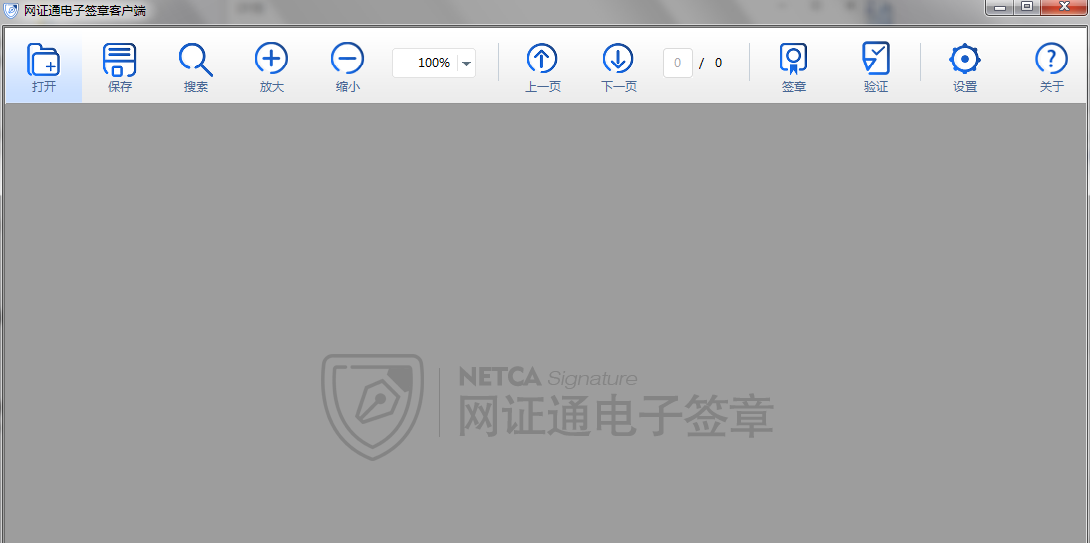 网证通电子签章客户端
100%
0 / 0
打开 保存 搜索 放大 缩小 上一页 下一页 签章 验证 设置 关于
NETCA Signature
网证通电子签章